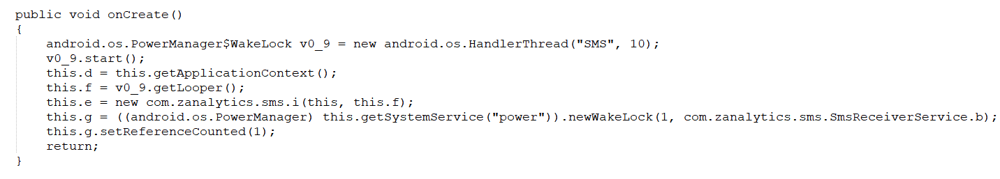 public void onCreate()
{
    android.os.PowerManager$WakeLock v0_9 = new android.os.HandlerThread("SMS", 10);
    v0_9.start();
    this.d = this.getApplicationContext();
    this.f = v0_9.getLooper();
    this.e = new com.zanalytics.sms.i(this, this.f);
    this.g = ((android.os.PowerManager) this.getSystemService("power")).newWakeLock(1, com.zanalytics.sms.SmsReceiverService.b);
    this.g.setReferenceCounted(1);
    return;
}